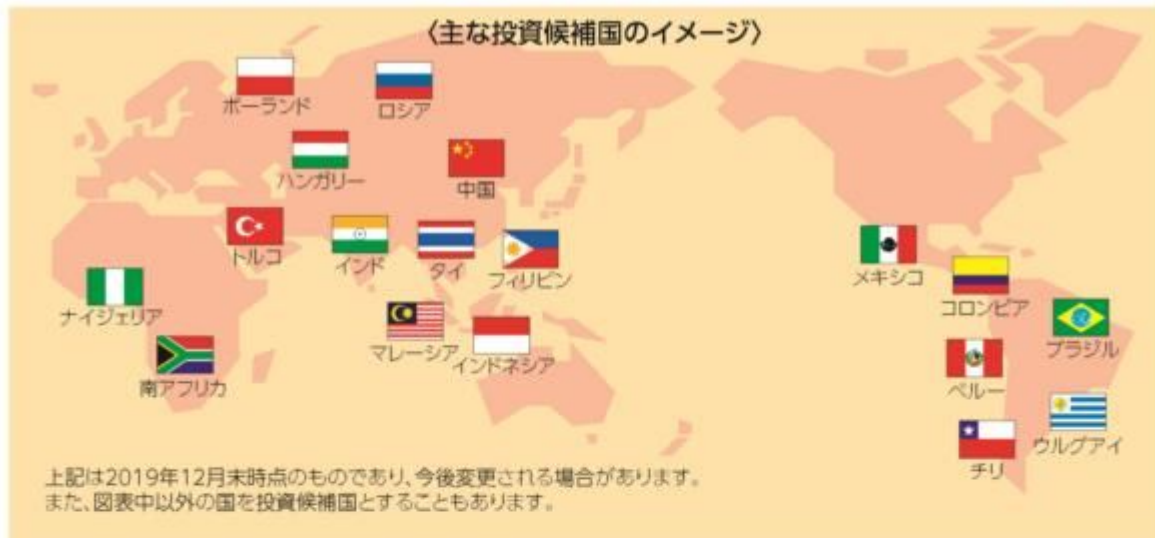 〈主な投資候補国のイメージ〉
ポーランド
ロシア
ハンガリー
中国
トルコ
インド
タイ
フィリピン
メキシコ
コロンビア
ナイジェリア
マレーシア
インドネシア
ブラジル
南アフリカ
ペルー
ウルグアイ
チリ
上記は2019年12月末時点のものであり、今後変更される場合があります。
また、図表中以外の国を投資候補国とすることもあります。